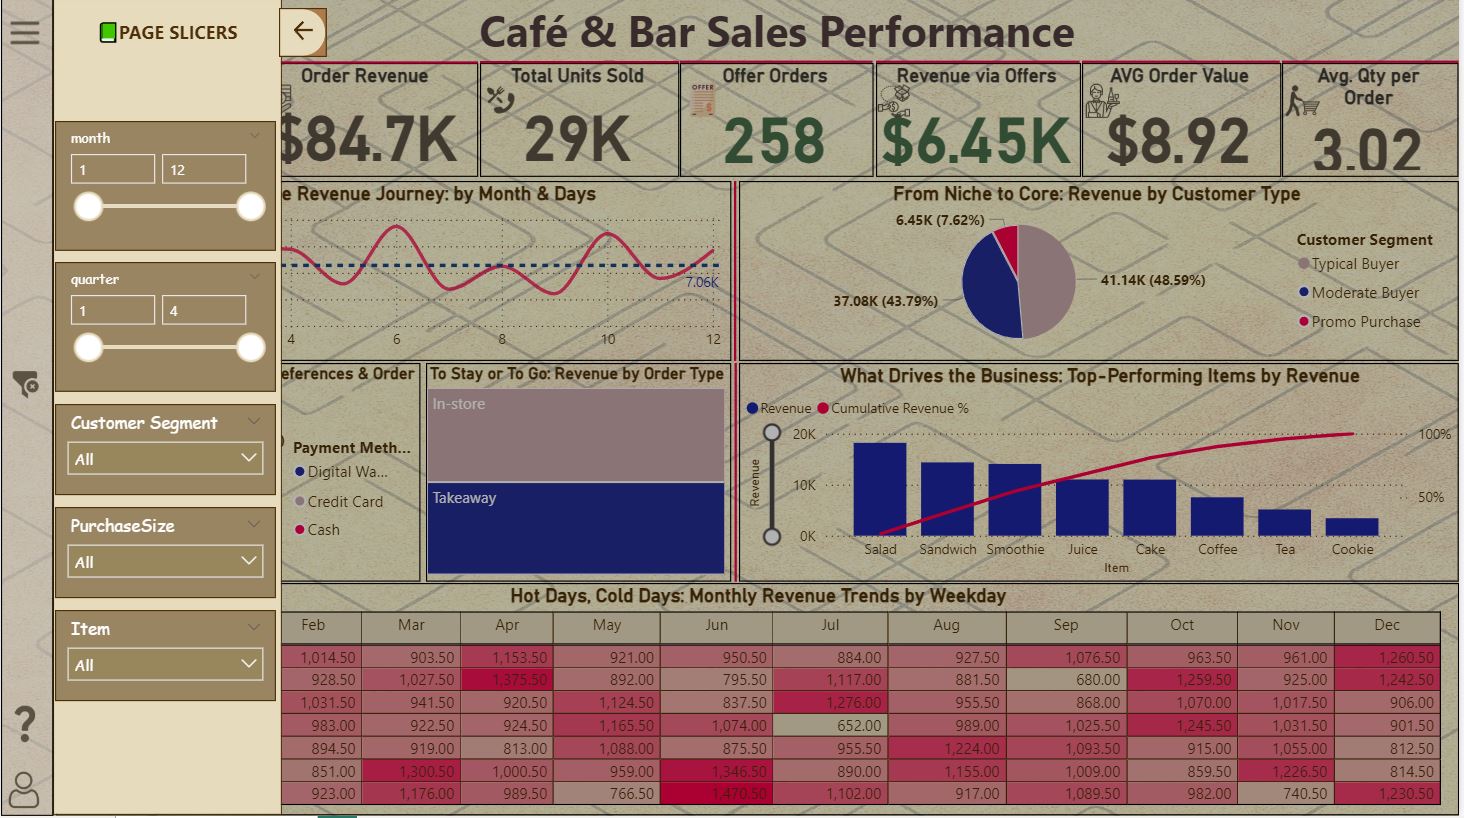 PAGE SLICERS
Café & Bar Sales Performance
Order Revenue
$84.7K
Total Units Sold
29K
Offer Orders
OFFER
258
Revenue via Offers
$6.45K
AVG Order Value
$8.92
Avg. Qty per
Order
3.02
month
1 12
quarter
1 4
Customer Segment
All
PurchaseSize
All
Item
All
e Revenue Journey: by Month & Days
7.06K
4 6 8 10 12
From Niche to Core: Revenue by Customer Type
6.45K (7.62%)
41.14K (48.59%)
37.08K (43.79%)
Customer Segment
Typical Buyer
Moderate Buyer
Promo Purchase
eferences & Order
Payment Meth...
Digital Wa...
Credit Card
Cash
To Stay or To Go: Revenue by Order Type
In-store
Takeaway
What Drives the Business: Top-Performing Items by Revenue
Revenue Cumulative Revenue %
Revenue
20K
10K
0K
100%
50%
Salad Sandwich Smoothie Juice Cake Coffee Tea Cookie
Item
Hot Days, Cold Days: Monthly Revenue Trends by Weekday
Feb Mar Apr May Jun Jul Aug Sep Oct Nov Dec
1,014.50 903.50 1,153.50 921.00 950.50 884.00 927.50 1,076.50 963.50 961.00 1,260.50
928.50 1,027.50 1,375.50 892.00 795.50 1,117.00 881.50 680.00 1,259.50 925.00 1,242.50
1,031.50 941.50 920.50 1,124.50 837.50 1,276.00 955.50 868.00 1,070.00 1,017.50 906.00
983.00 922.50 924.50 1,165.50 1,074.00 652.00 989.00 1,025.50 1,245.50 1,031.50 901.50
894.50 919.00 813.00 1,088.00 875.50 955.50 1,224.00 1,093.50 915.00 1,055.00 812.50
851.00 1,300.50 1,000.50 959.00 1,346.50 890.00 1,155.00 1,009.00 859.50 1,226.50 814.50
923.00 1,176.00 989.50 766.50 1,470.50 1,102.00 917.00 1,089.50 982.00 740.50 1,230.50